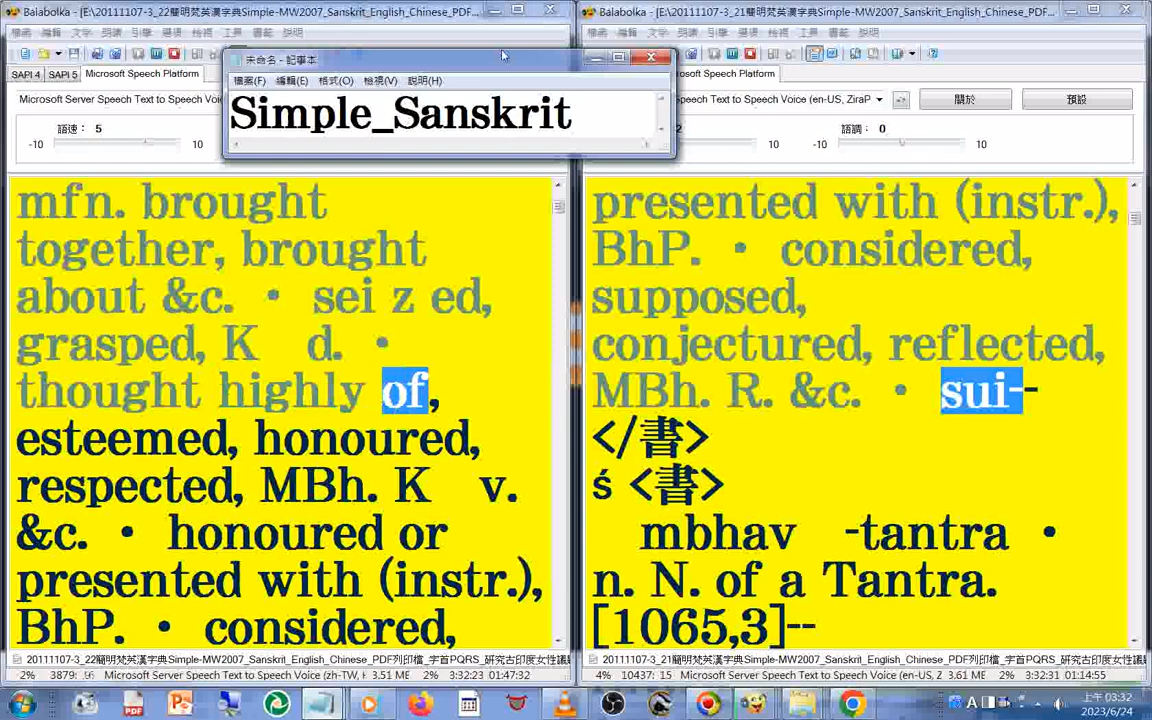 Balabolka - [E:\20111107-3_22簡明梵英漢字典Simple-MW2007_Sanskrit_English_Chinese_PDF...
Balabolka - [E:\20111107-3_21簡明梵英漢字典Simple-MW2007_Sanskrit_English_Chinese_PDF...
SAPI 4 SAPI 5 Microsoft Speech Platform
Microsoft Server Speech Text to Speech Voi
語速： 5
-10 10
未命名 - 記事本
檔案(F) 編輯(E) 格式(O) 檢視(V) 說明(H)
Simple_Sanskrit
Speech Platform
Speech Text to Speech Voice (en-US, ZiraP
關於 預設
2 語調： 0
10 -10 10
mfn. brought
together, brought
about &c. • sei z ed,
grasped, K d. •
thought highly of,
esteemed, honoured,
respected, MBh. K v.
&c. • honoured or
presented with (instr.),
BhP. • considered,
presented with (instr.),
BhP. • considered,
supposed,
conjectured, reflected,
MBh. R. &c. • sui--
</書>
ś <書>
mbhav -tantra •
n. N. of a Tantra.
[1065,3]--
20111107-3_22簡明梵英漢字典Simple-MW2007_Sanskrit_English_Chinese_PDF列印檔_字首PQRS_研究古印度女性議題
20111107-3_21簡明梵英漢字典Simple-MW2007_Sanskrit_English_Chinese_PDF列印檔_字首PQRS_研究古印度女性議
2% 3879: Microsoft Server Speech Text to Speech Voice (zh-TW, H 3.51 ME 2% 3:32:23 01:47:32
4% 10437: 15 Microsoft Server Speech Text to Speech Voice (en-US, Z 3.61 ME 2% 3:32:31 01:14:55
上午 03:32
2023/6/24